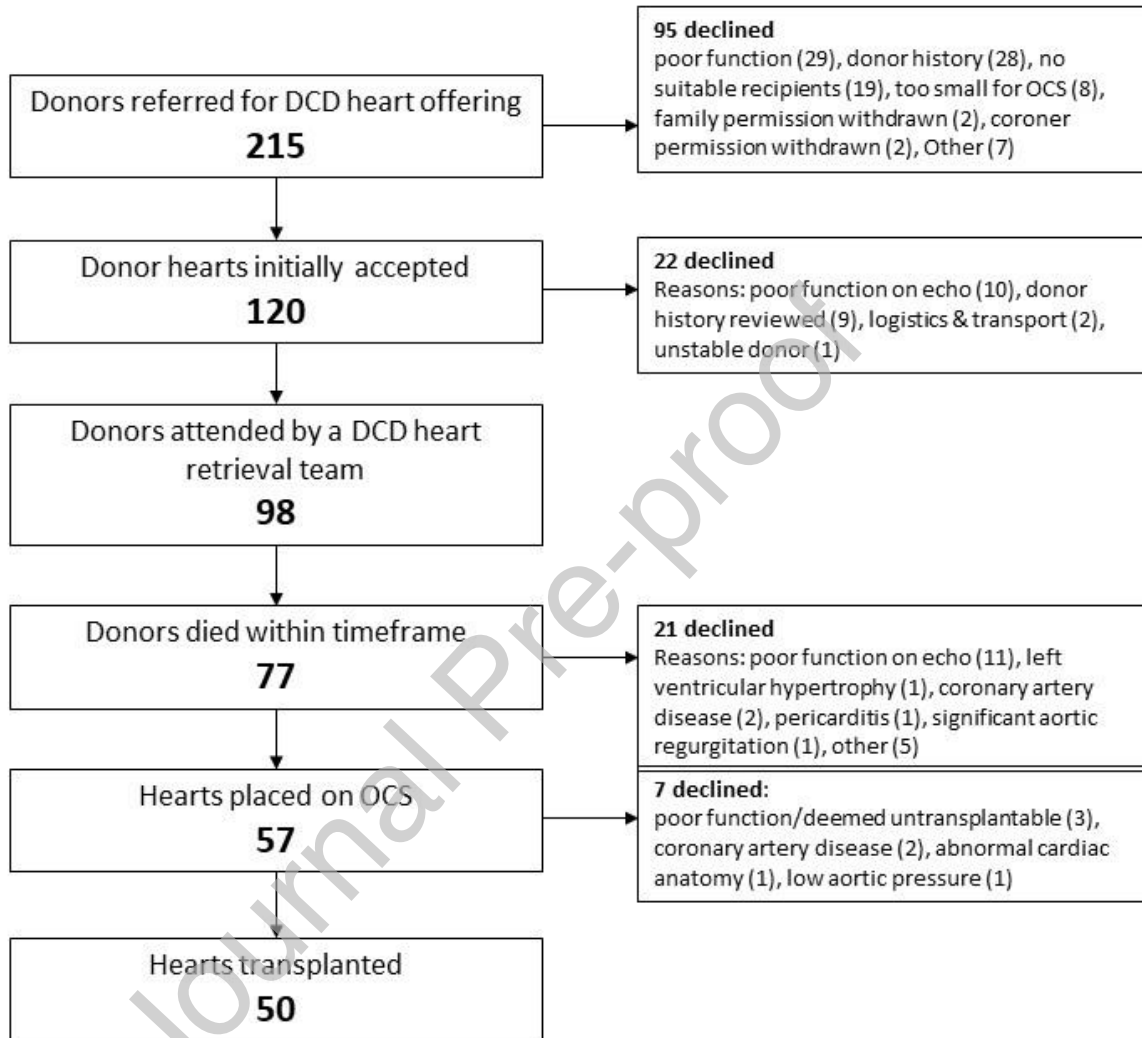 Donors referred for DCD heart offering
215
95 declined
poor function (29), donor history (28), no
suitable recipients (19), too small for OCS (8),
family permission withdrawn (2), coroner
permission withdrawn (2), Other (7)
Donor hearts initially accepted
120
22 declined
Reasons: poor function on echo (10), donor
history reviewed (9), logistics & transport (2),
unstable donor (1)
Donors attended by a DCD heart
retrieval team
98
Donors died within timeframe
77
21 declined
Reasons: poor function on echo (11), left
ventricular hypertrophy (1), coronary artery
disease (2), pericarditis (1), significant aortic
regurgitation (1), other (5)
Hearts placed on OCS
57
7 declined:
poor function/deemed untransplantable (3),
coronary artery disease (2), abnormal cardiac
anatomy (1), low aortic pressure (1)
Hearts transplanted
50
Journal Pre-proof